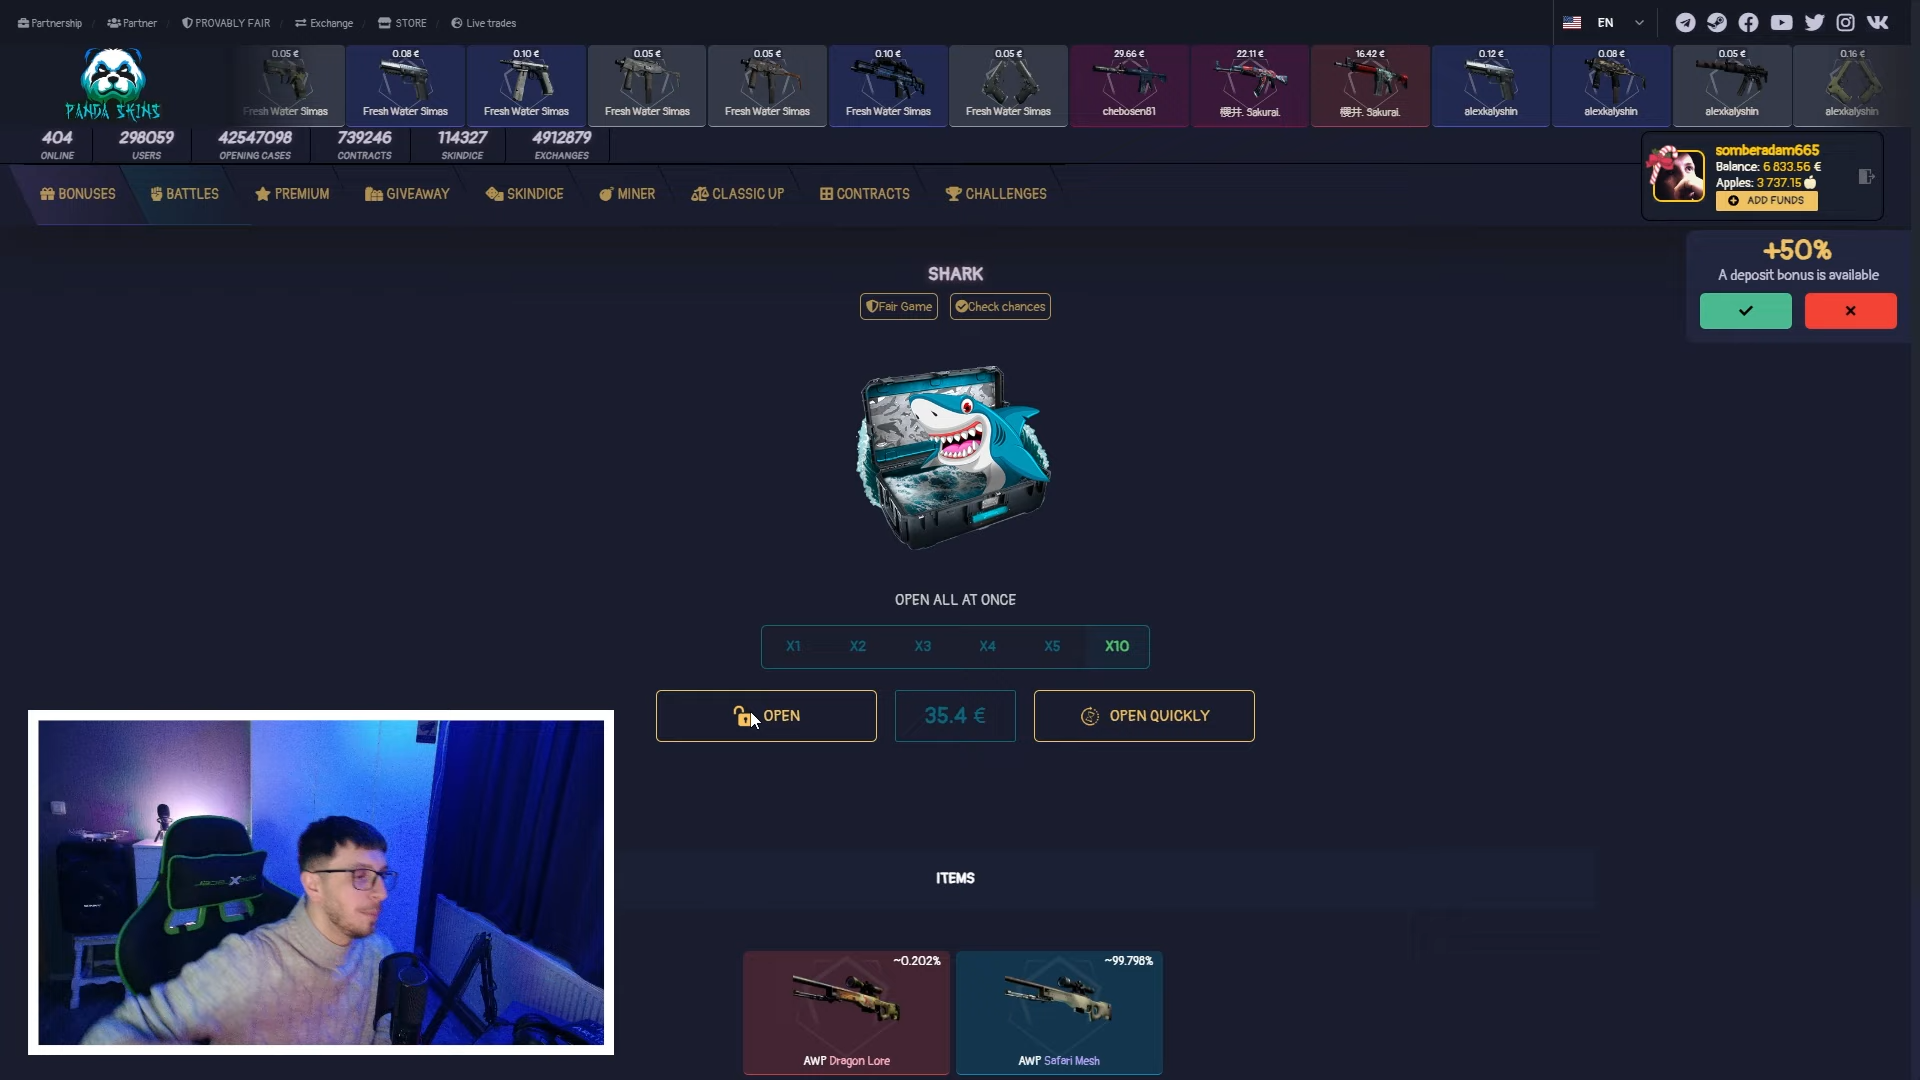 Partnership / Partner / PROVABLY FAIR / Exchange / STORE / Live trades
EN
PANDA SKINS
0.05 € 0.08 € 0.10 € 0.05 € 0.05 € 0.10 € 0.05 € 29.66 € 22.11 € 16.42 € 0.12 € 0.08 € 0.05 € 0.16 €
Fresh Water Simas Fresh Water Simas Fresh Water Simas Fresh Water Simas Fresh Water Simas Fresh Water Simas Fresh Water Simas chebosen81 櫻井. Sakurai. 櫻井. Sakurai. alexkalyshin alexkalyshin alexkalyshin alexkalyshin
404 298059 42547098 739246 114327 4912879
ONLINE USERS OPENING CASES CONTRACTS SKINDICE EXCHANGES
somberadam665
Balance: 6 833.56 €
Apples: 3 737.15
ADD FUNDS
BONUSES BATTLES PREMIUM GIVEAWAY SKINDICE MINER CLASSIC UP CONTRACTS CHALLENGES
+50%
A deposit bonus is available
SHARK
Fair Game Check chances
OPEN ALL AT ONCE
X1 X2 X3 X4 X5 X10
OPEN 35.4 € OPEN QUICKLY
ITEMS
~0.202% ~99.798%
AWP Dragon Lore AWP Safari Mesh